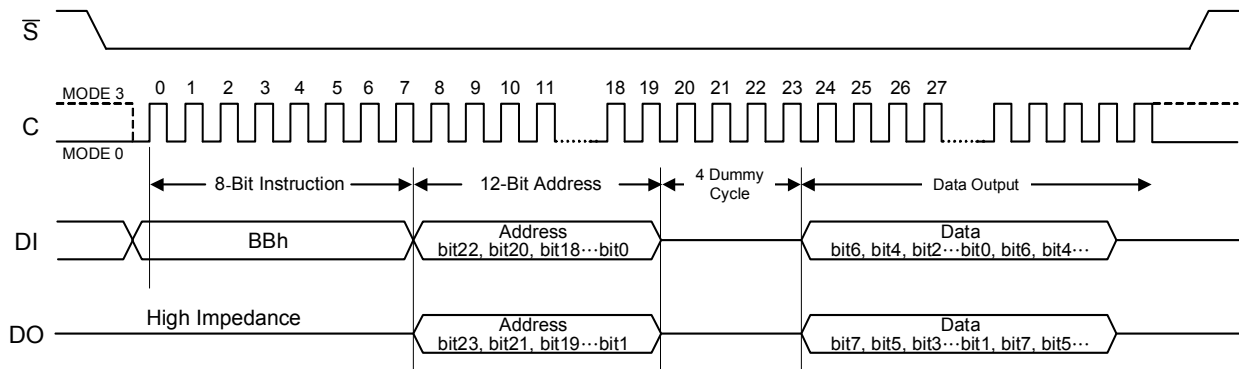 S
0 1 2 3 4 5 6 7 8 9 10 11 18 19 20 21 22 23 24 25 26 27
MODE 3
C
MODE 0
8-Bit Instruction
12-Bit Address
4 Dummy
Cycle
Data Output
DI
BBh
Address
bit22, bit20, bit18···bit0
Data
bit6, bit4, bit2···bit0, bit6, bit4···
DO
High Impedance
Address
bit23, bit21, bit19···bit1
Data
bit7, bit5, bit3···bit1, bit7, bit5···